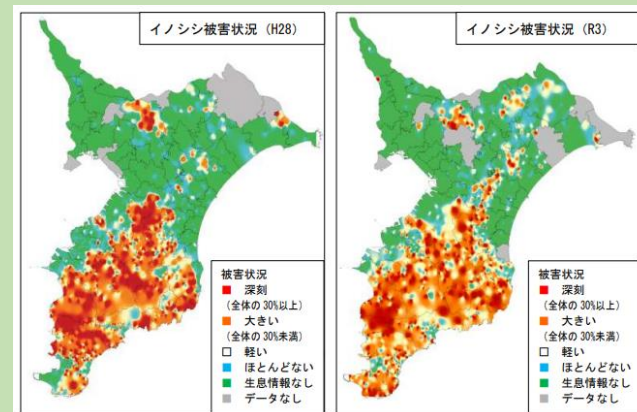 イノシシ被害状況（H28）
被害状況
深刻
（全体の30%以上）
大きい
（全体の30%未満）
軽い
ほとんどない
生息情報なし
データなし
イノシシ被害状況（R3）
被害状況
深刻
（全体の30%以上）
大きい
（全体の30%未満）
軽い
ほとんどない
生息情報なし
データなし